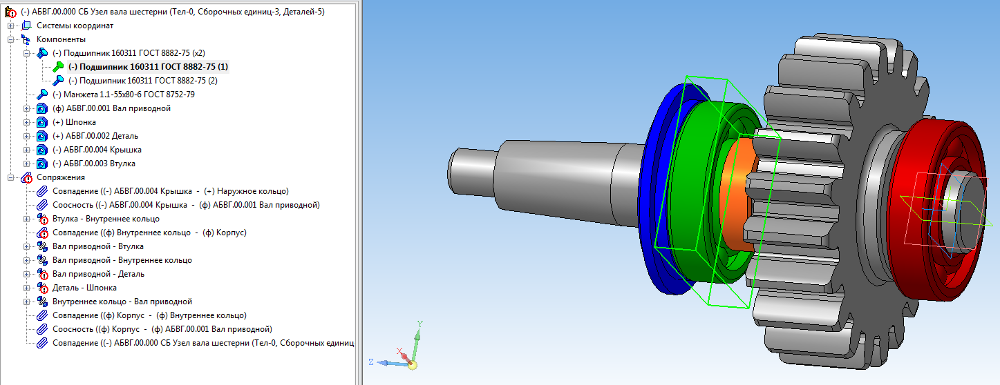 (-) АБВГ.00.000 СБ Узел вала шестерни (Тел-0, Сборочных единиц-3, Деталей-5)
Системы координат
Компоненты
(-) Подшипник 160311 ГОСТ 8882-75 (x2)
(-) Подшипник 160311 ГОСТ 8882-75 (1)
(-) Подшипник 160311 ГОСТ 8882-75 (2)
(-) Манжета 1.1-55x80-6 ГОСТ 8752-79
(ф) АБВГ.00.001 Вал приводной
(+) Шпонка
(+) АБВГ.00.002 Деталь
(-) АБВГ.00.004 Крышка
(-) АБВГ.00.003 Втулка
Сопряжения
Совпадение ((-) АБВГ.00.004 Крышка - (+) Наружное кольцо)
Соосность ((-) АБВГ.00.004 Крышка - (ф) АБВГ.00.001 Вал приводной)
Втулка - Внутреннее кольцо
Совпадение ((ф) Внутреннее кольцо - (ф) Корпус)
Вал приводной - Втулка
Вал приводной - Внутреннее кольцо
Вал приводной - Деталь
Деталь - Шпонка
Внутреннее кольцо - Вал приводной
Совпадение ((ф) Корпус - (ф) Внутреннее кольцо)
Соосность ((ф) Корпус - (ф) АБВГ.00.001 Вал приводной)
Совпадение ((-) АБВГ.00.000 СБ Узел вала шестерни (Тел-0, Сборочных единиц
Y
X
Z